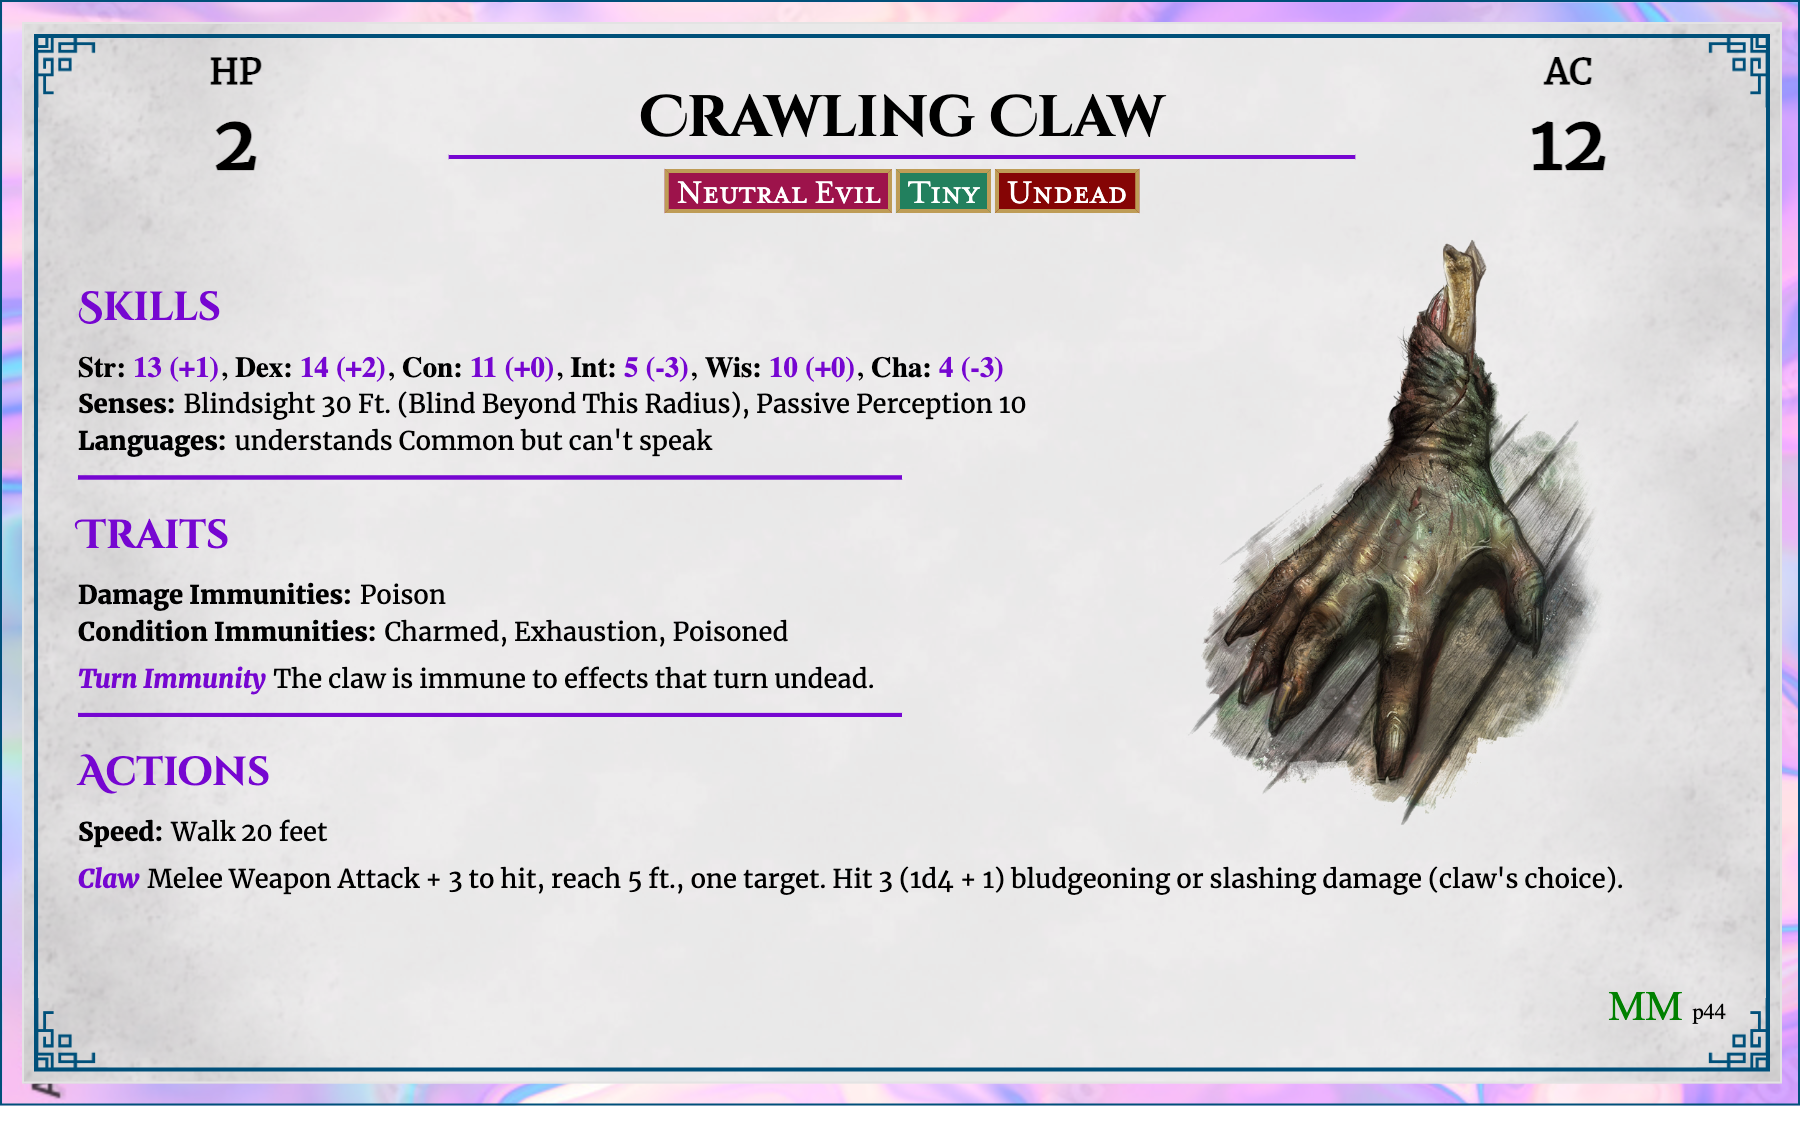 HP
2
CRAWLING CLAW
AC
12
NEUTRAL EVIL TINY UNDEAD
SKILLS
Str: 13 (+1), Dex: 14 (+2), Con: 11 (+0), Int: 5 (-3), Wis: 10 (+0), Cha: 4 (-3)
Senses: Blindsight 30 Ft. (Blind Beyond This Radius), Passive Perception 10
Languages: understands Common but can't speak
TRAITS
Damage Immunities: Poison
Condition Immunities: Charmed, Exhaustion, Poisoned
Turn Immunity The claw is immune to effects that turn undead.
ACTIONS
Speed: Walk 20 feet
Claw Melee Weapon Attack + 3 to hit, reach 5 ft., one target. Hit 3 (1d4 + 1) bludgeoning or slashing damage (claw's choice).
MM p44